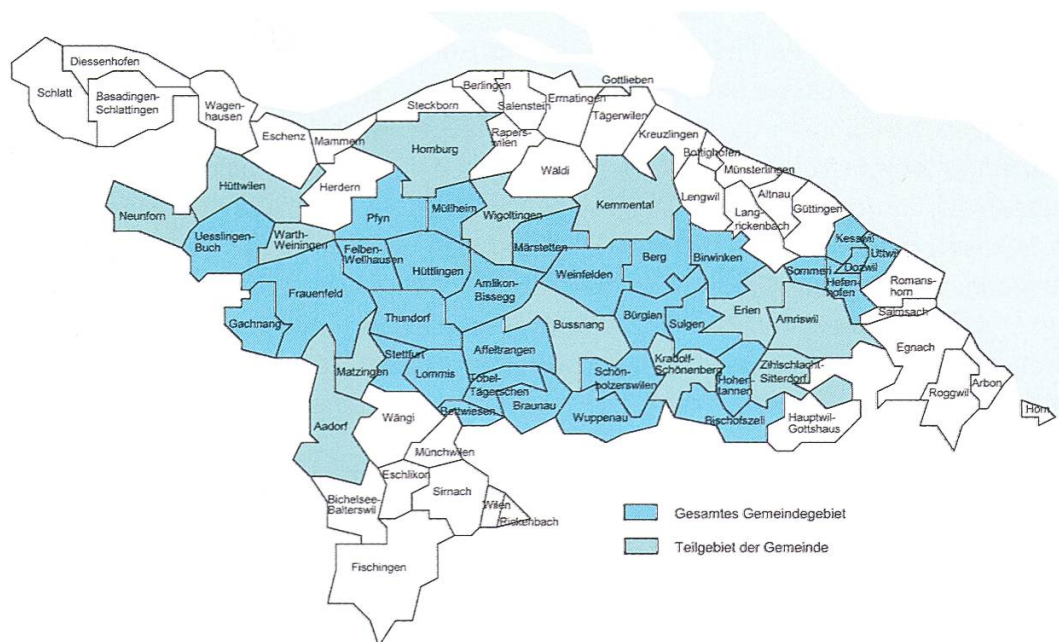 Diessenhofen
Schlatt
Basadingen-
Schlattingen
Wagen-
hausen
Eschenz
Mammern
Steckborn
Berlingen
Salenstein
Ermatingen
Gottlieben
Tägerwilen
Kreuzlingen
Bottighofen
Münsterlingen
Rapers-
wilen
Homburg
Wäldi
Altnau
Güttingen
Lengwil
Lang-
rickenbach
Kemmental
Herdern
Hüttwilen
Neunforn
Pfyn
Müllheim
Wigoltingen
Uesslingen-
Buch
Warth-
Weiningen
Felben-
Wellhausen
Hüttlingen
Märstetten
Weinfelden
Berg
Birwinken
Kesswil
Uttwil
Dozwil
Sommeri
Hefen-
hofen
Romans-
horn
Salmsach
Amlikon-
Bissegg
Frauenfeld
Gachnang
Thundorf
Bussnang
Bürglen
Sulgen
Erlen
Amriswil
Egnach
Arbon
Roggwil
Horn
Stettfurt
Matzingen
Lommis
Affeltrangen
Tobel-
Tägerschen
Bettwiesen
Braunau
Schön-
holzerswilen
Wuppenau
Kradolf-
Schönenberg
Hohen-
tannen
Zihlschlacht-
Sitterdorf
Bischofszell
Hauptwil-
Gottshaus
Aadorf
Wängi
Münchwilen
Eschlikon
Sirnach
Wilen
Rickenbach
Bichelsee-
Balterswil
Fischingen
Gesamtes Gemeindegebiet
Teilgebiet der Gemeinde